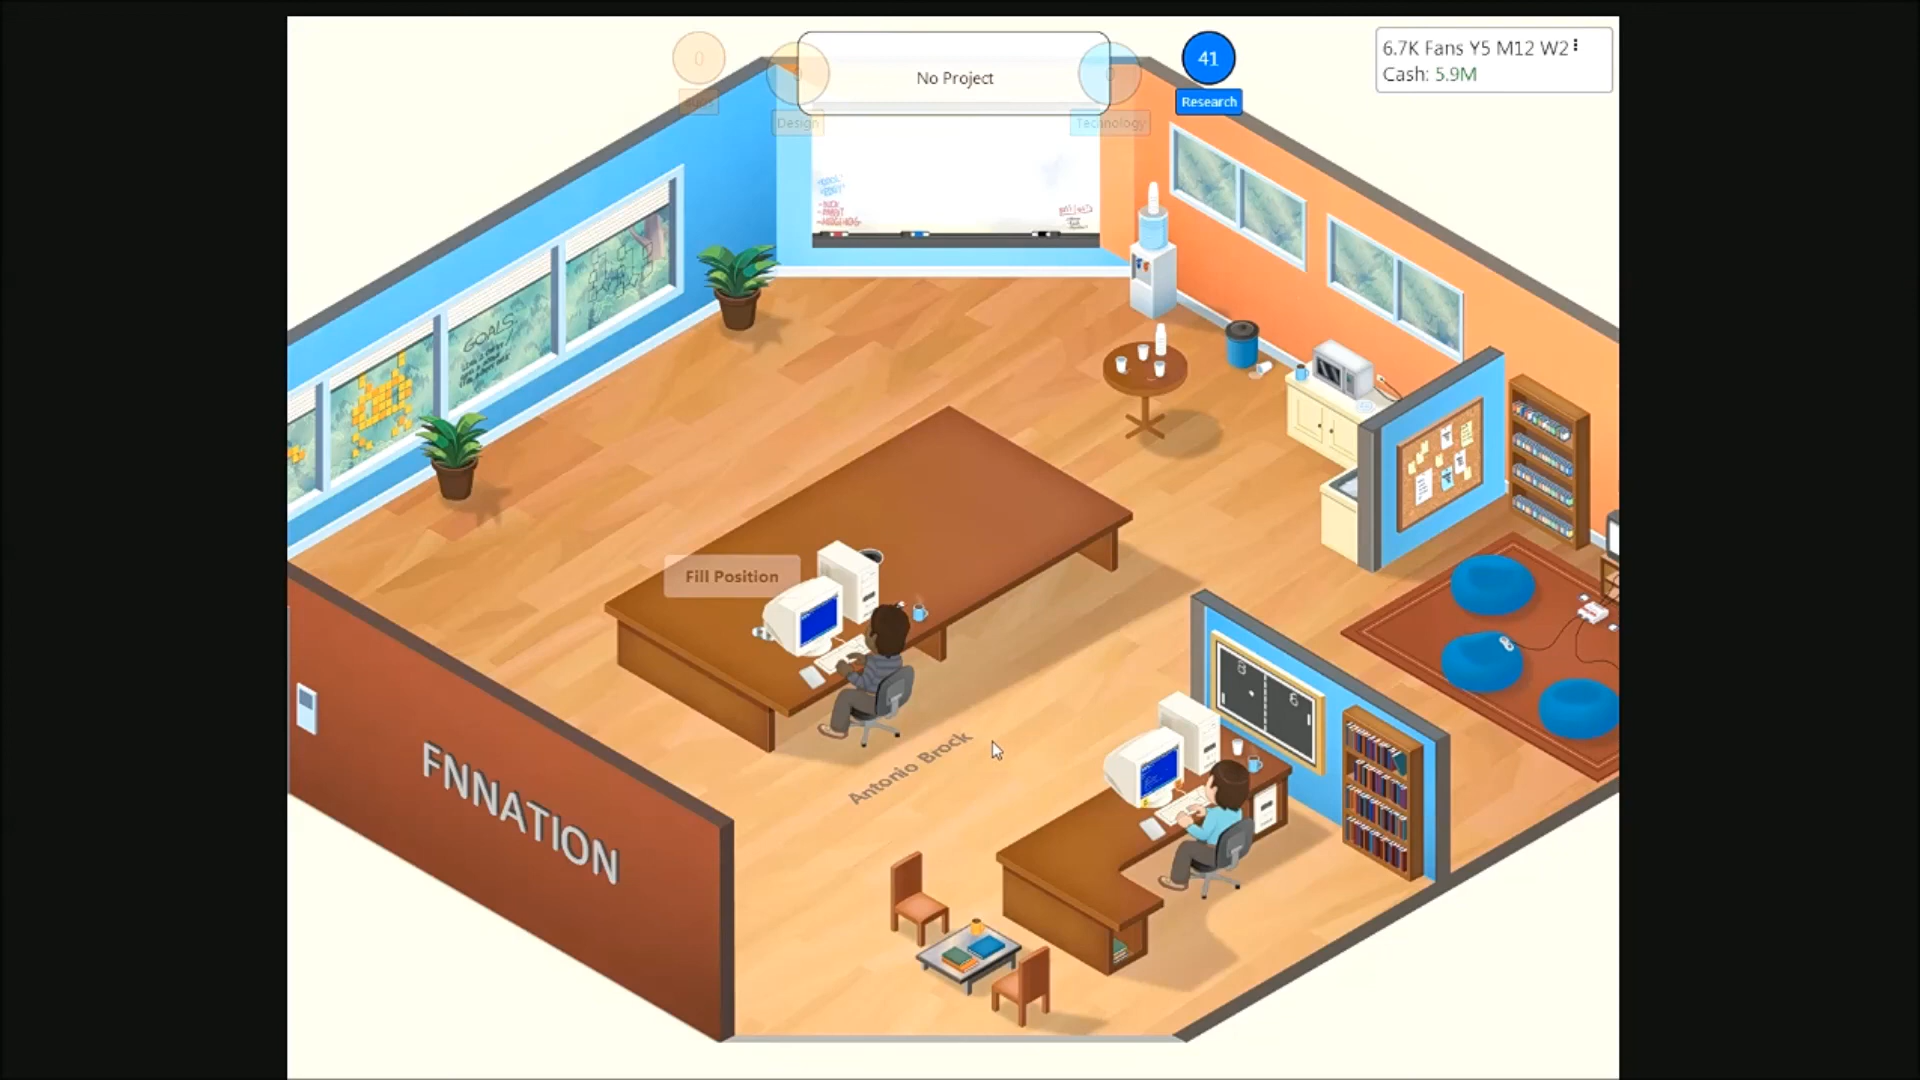 0
No Project
41
6.7K Fans Y5 M12 W2
Cash: 5.9M
Design
Technology
Research
GOALS:
Fill Position
Antonio Brock
FNNATION